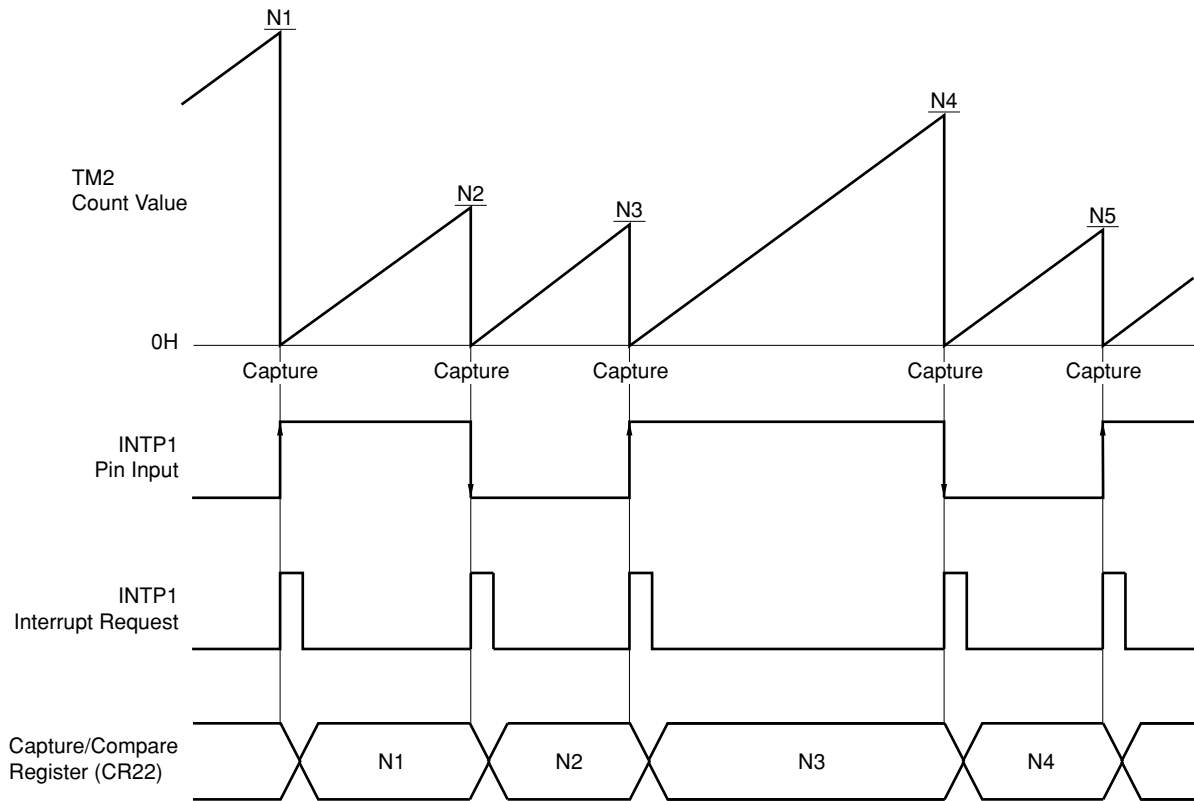 N1
N4
TM2
Count Value
N2
N3
N5
0H
Capture Capture Capture Capture Capture
INTP1
Pin Input
INTP1
Interrupt Request
Capture/Compare
Register (CR22)
N1 N2 N3 N4